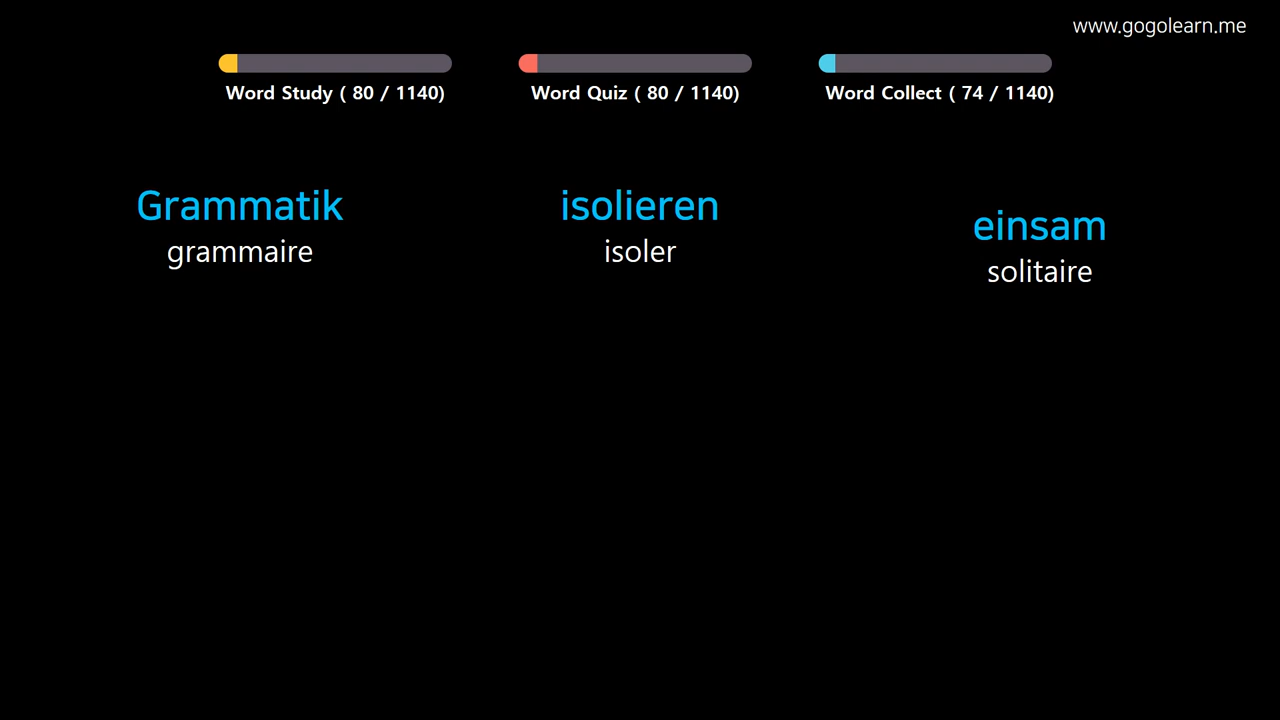 www.gogolearn.me
Word Study ( 80 / 1140)
Word Quiz ( 80 / 1140)
Word Collect ( 74 / 1140)
Grammatik
grammaire
isolieren
isoler
einsam
solitaire